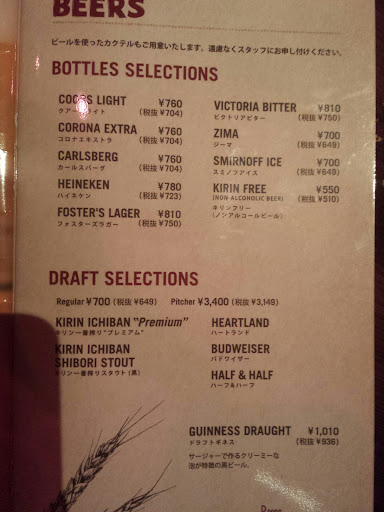 BEERS
ビールを使ったカクテルもご用意いたします。遠慮なくスタッフにお申し付けください。
BOTTLES SELECTIONS
COORS LIGHT ¥760
クアーズライト (税抜 ¥704)
CORONA EXTRA ¥760
コロナエキストラ (税抜 ¥704)
CARLSBERG ¥760
カールスバーグ (税抜 ¥704)
HEINEKEN ¥780
ハイネケン (税抜 ¥723)
FOSTER'S LAGER ¥810
フォスターズラガー (税抜 ¥750)
VICTORIA BITTER ¥810
ビクトリアビター (税抜 ¥750)
ZIMA ¥700
ジーマ (税抜 ¥649)
SMIRNOFF ICE ¥700
スミノフアイス (税抜 ¥649)
KIRIN FREE ¥550
(NON ALCOHOLIC BEER) (税抜 ¥510)
キリンフリー
(ノンアルコールビール)
DRAFT SELECTIONS
Regular ¥700 (税抜 ¥649) Pitcher ¥3,400 (税抜 ¥3,149)
KIRIN ICHIBAN "Premium"
キリン一番搾り"プレミアム"
KIRIN ICHIBAN
SHIBORI STOUT
キリン一番搾りスタウト(黒)
HEARTLAND
ハートランド
BUDWEISER
バドワイザー
HALF & HALF
ハーフ&ハーフ
GUINNESS DRAUGHT ¥1,010
ドラフトギネス (税抜 ¥936)
サージャーで作るクリーミーな
泡が特徴の黒ビール。